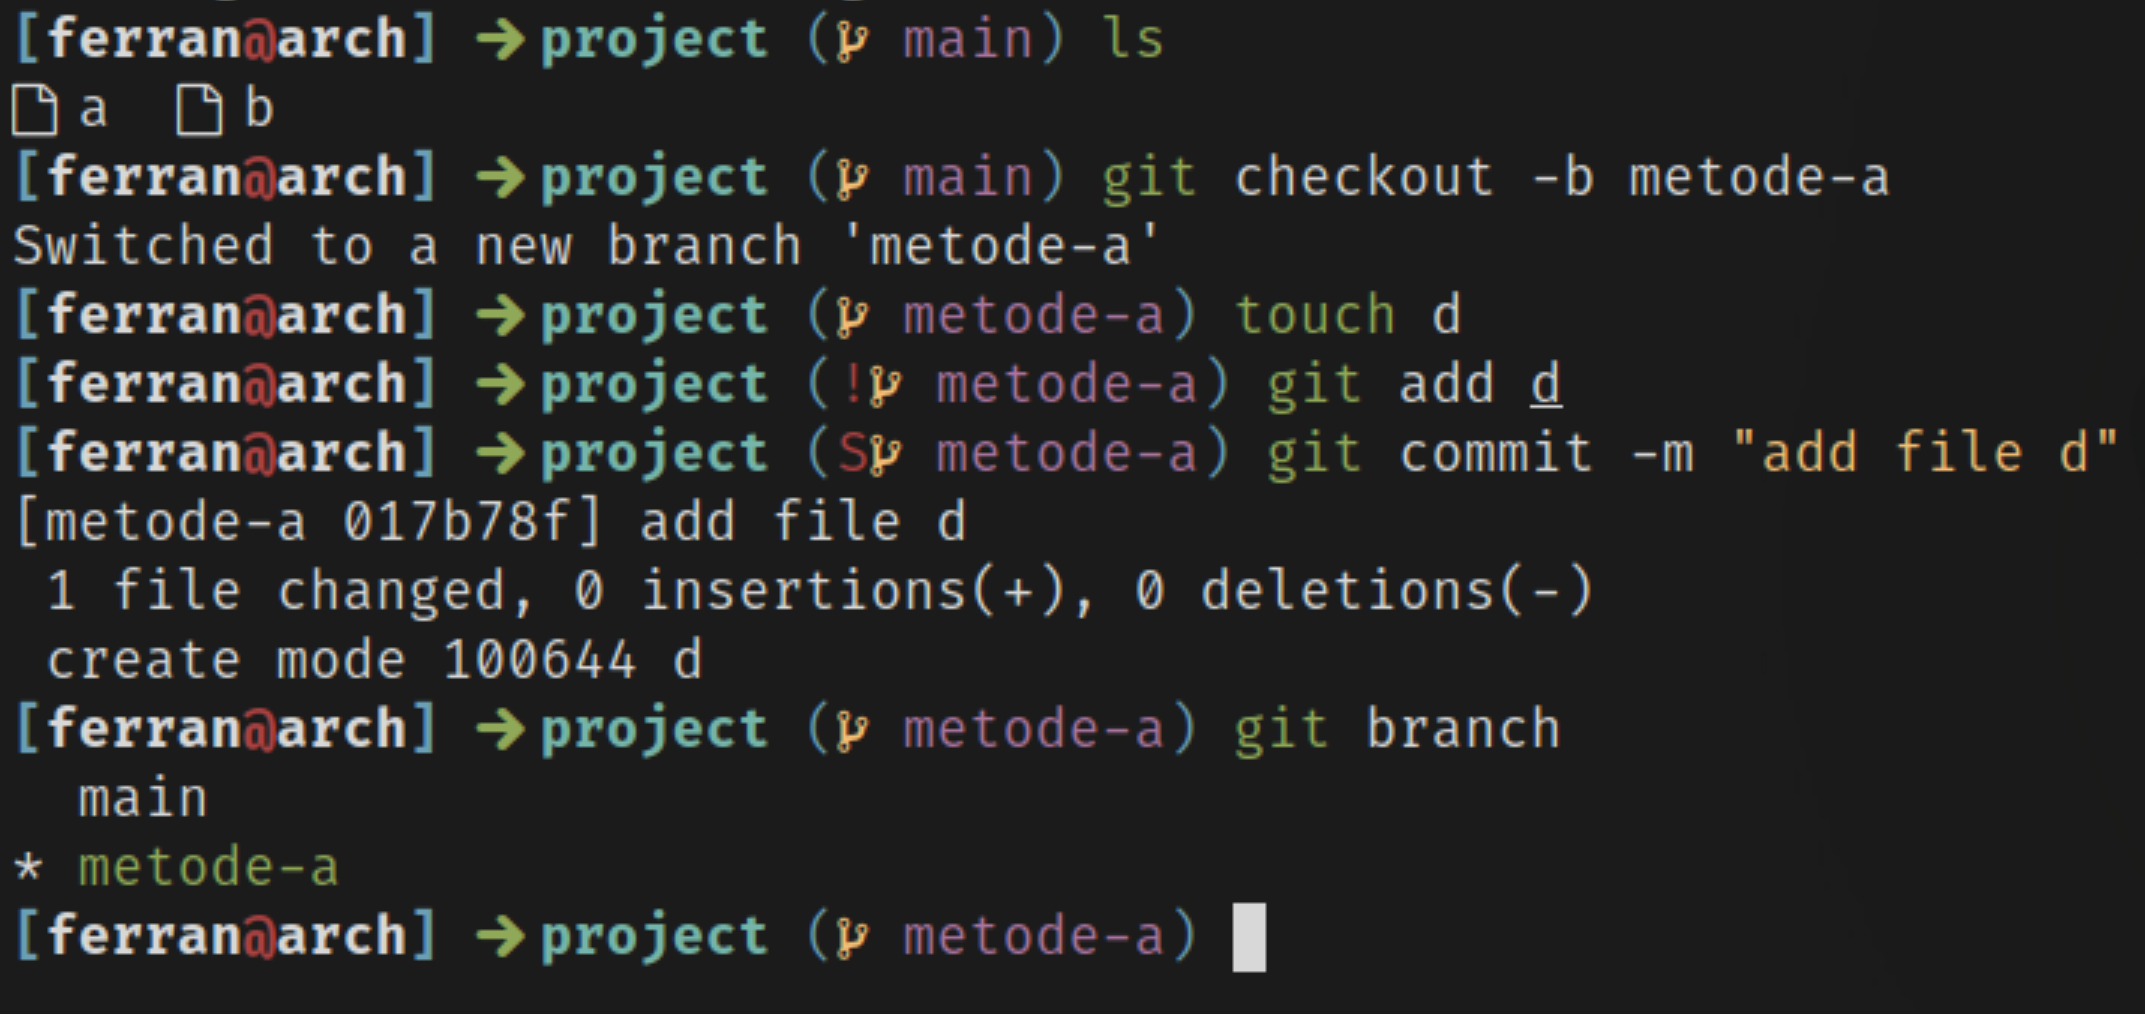 [ferran@arch] → project ( main) ls
a b
[ferran@arch] → project ( main) git checkout -b metode-a
Switched to a new branch 'metode-a'
[ferran@arch] → project ( metode-a) touch d
[ferran@arch] → project (! metode-a) git add d
[ferran@arch] → project (S metode-a) git commit -m "add file d"
[metode-a 017b78f] add file d
 1 file changed, 0 insertions(+), 0 deletions(-)
 create mode 100644 d
[ferran@arch] → project ( metode-a) git branch
  main
* metode-a
[ferran@arch] → project ( metode-a)